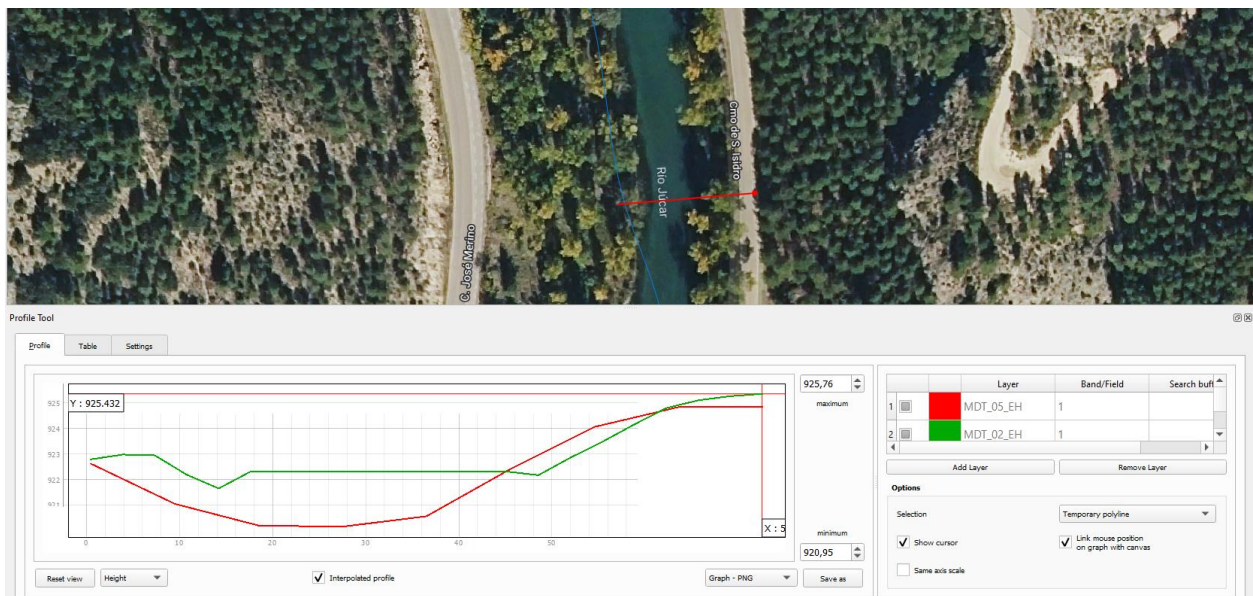 C. José Merino
Río Júcar
Cmo de S. Isidro
Profile Tool
Profile
Table
Settings
925
924
923
922
921
Y : 925.432
X : 5
0
10
20
30
40
50
925,76
maximum
minimum
920,95
Reset view
Height
Interpolated profile
Graph - PNG
Save as
Layer
Band/Field
Search buff
1
MDT_05_EH
1
2
MDT_02_EH
1
Add Layer
Remove Layer
Options
Selection
Temporary polyline
Show cursor
Link mouse position
on graph with canvas
Same axis scale